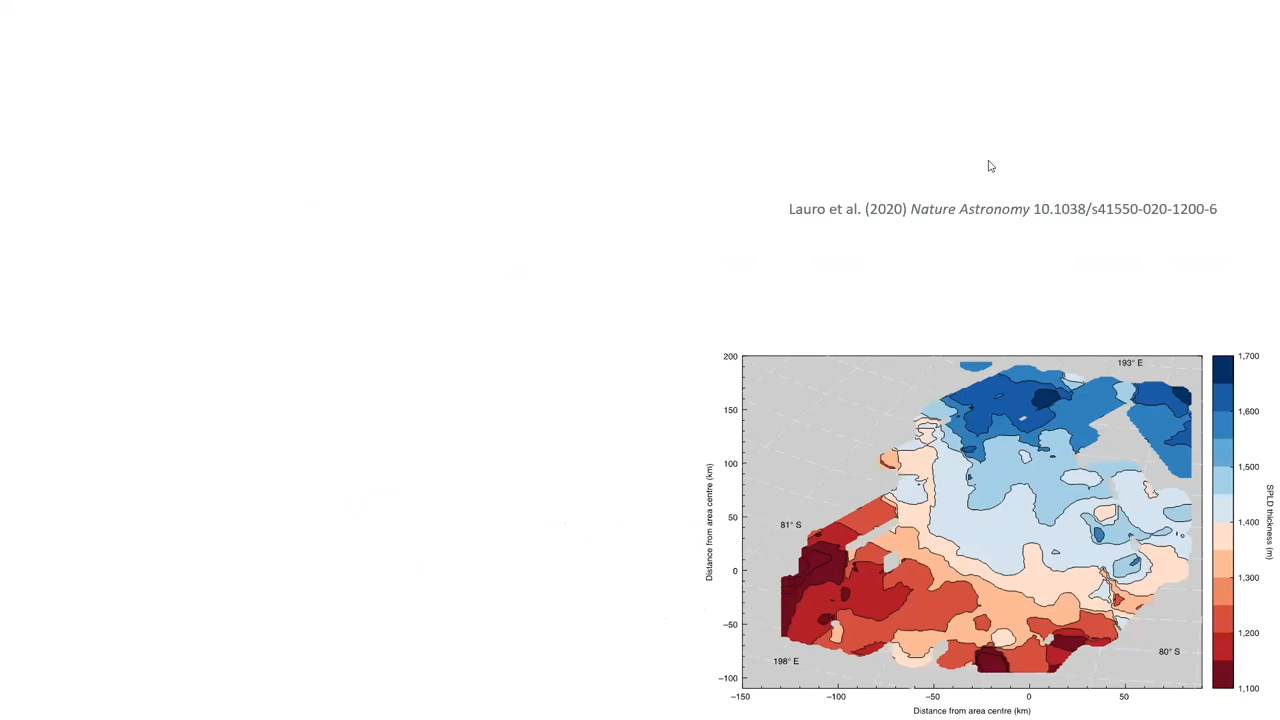 Lauro et al. (2020) Nature Astronomy 10.1038/s41550-020-1200-6
200
150
100
50
0
−50
−100
Distance from area centre (km)
193° E
81° S
198° E
80° S
−150
−100
−50
0
50
Distance from area centre (km)
1,700
1,600
1,500
1,400
1,300
1,200
1,100
SPLD thickness (m)